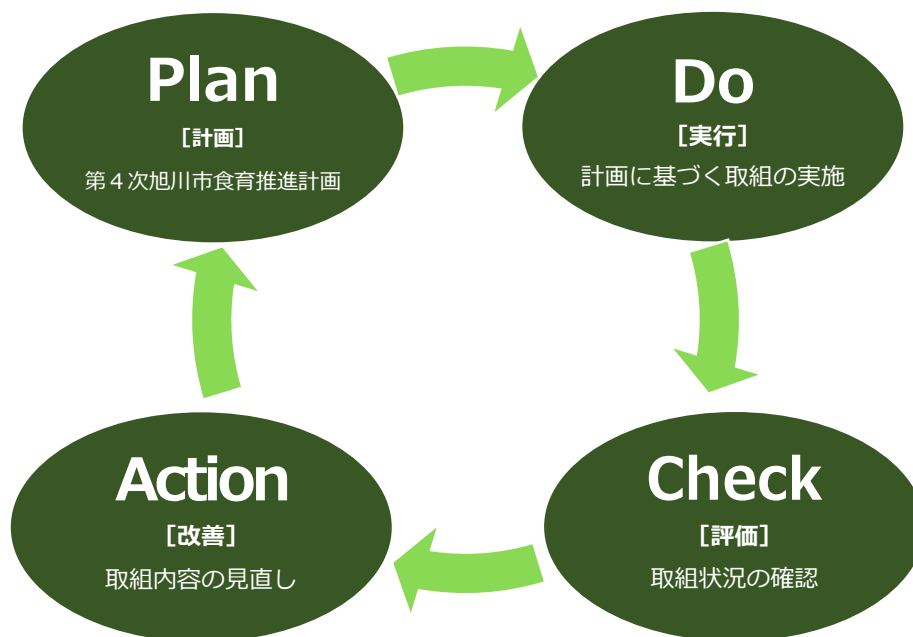 Plan
［計画］
第４次旭川市食育推進計画
Do
［実行］
計画に基づく取組の実施
Check
［評価］
取組状況の確認
Action
［改善］
取組内容の見直し